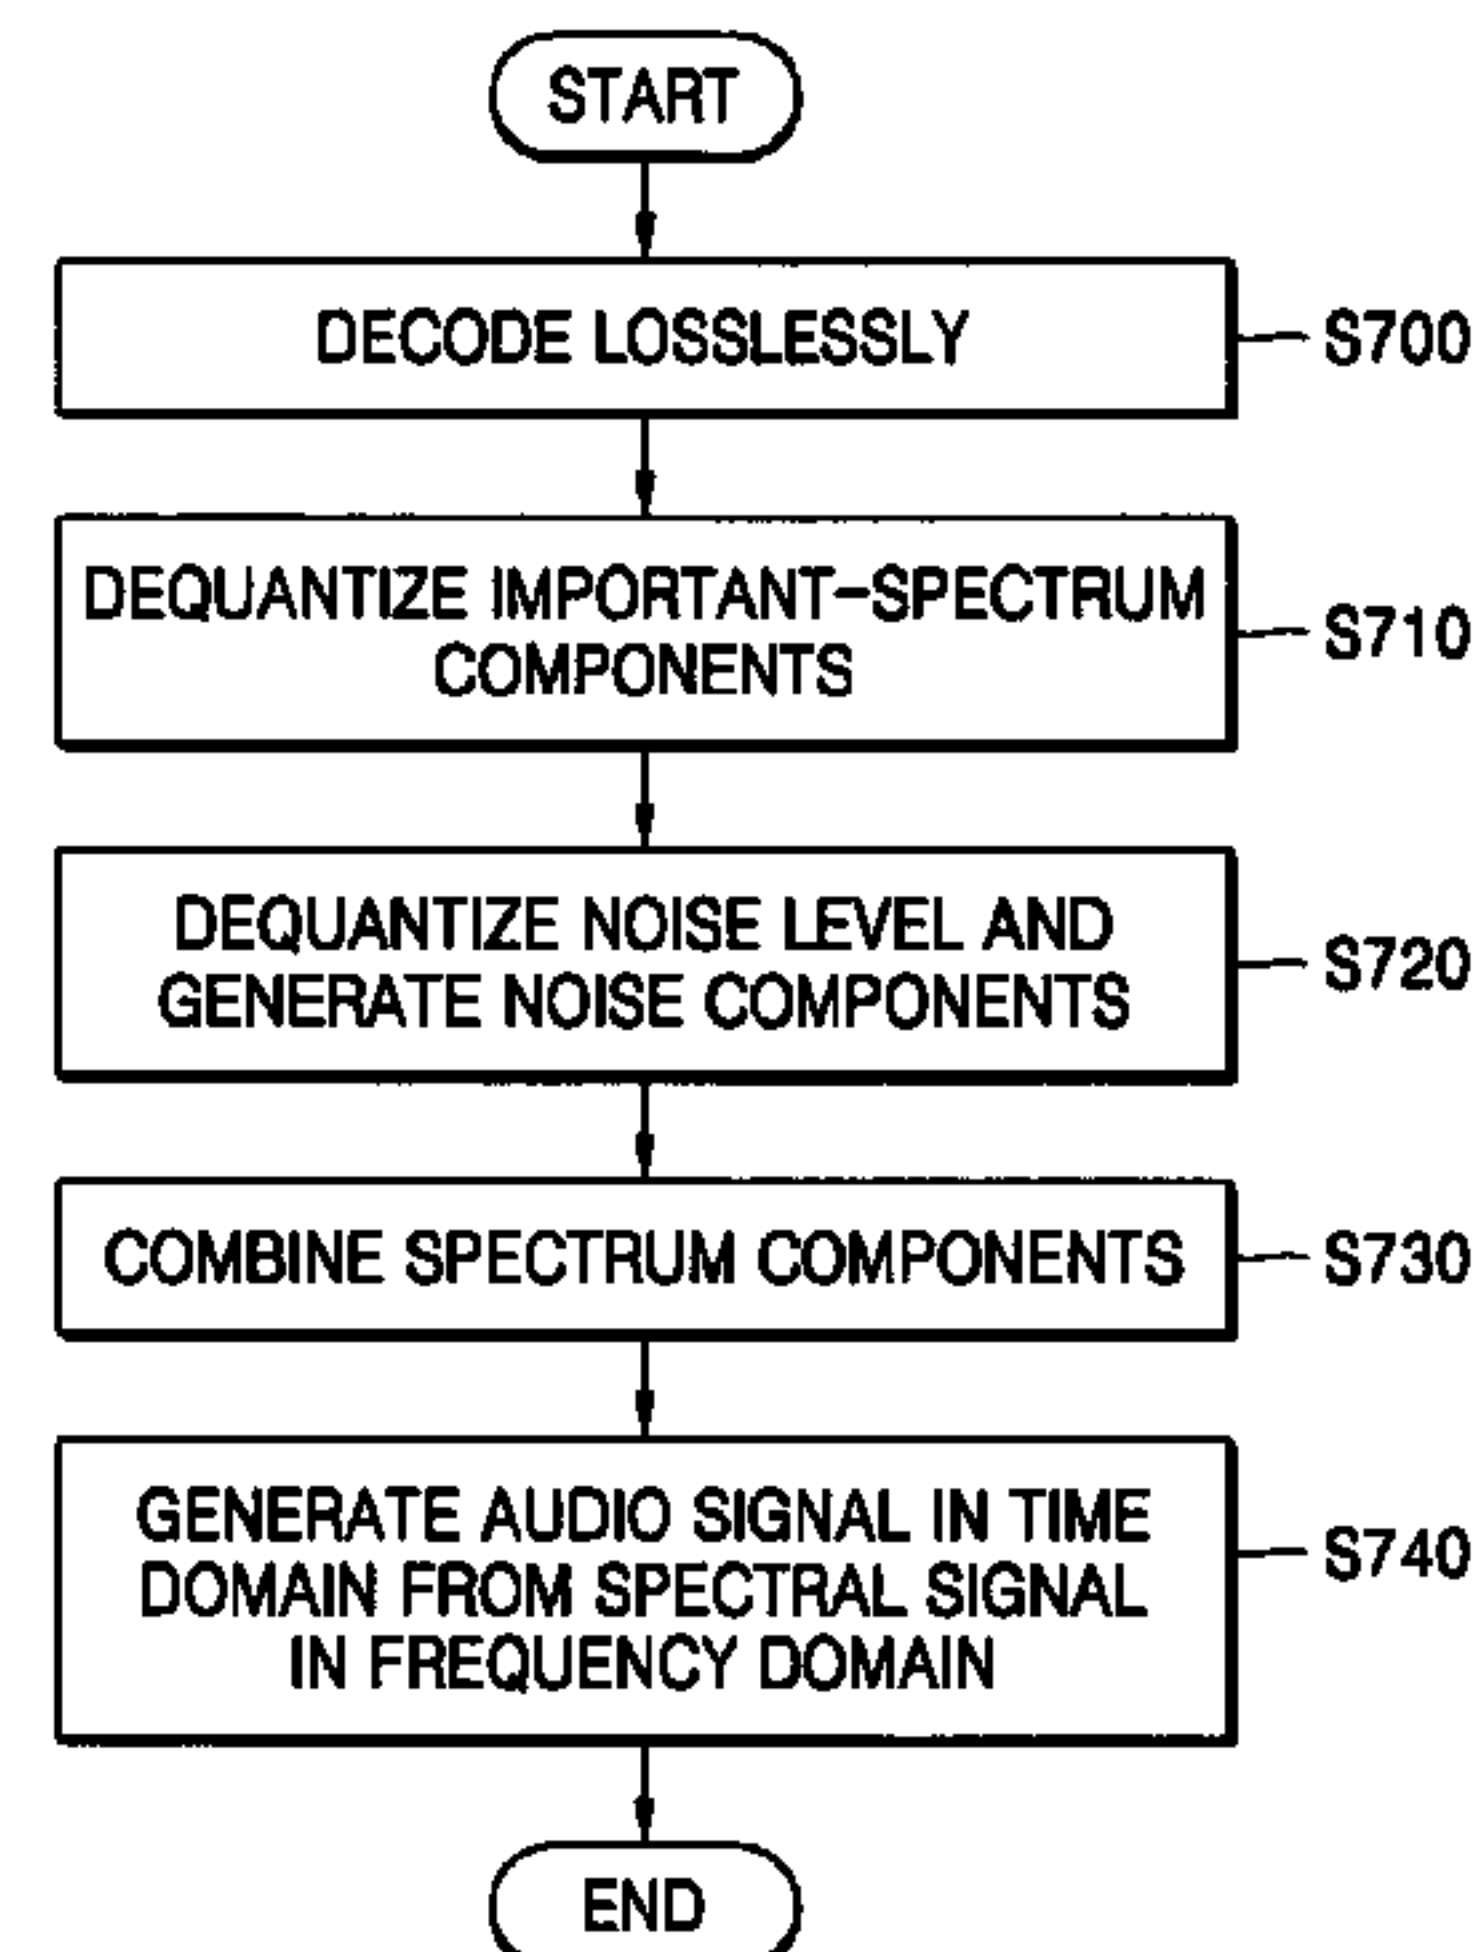 START
DECODE LOSSLESSLY
S700
DEQUANTIZE IMPORTANT-SPECTRUM
COMPONENTS
S710
DEQUANTIZE NOISE LEVEL AND
GENERATE NOISE COMPONENTS
S720
COMBINE SPECTRUM COMPONENTS
S730
GENERATE AUDIO SIGNAL IN TIME
DOMAIN FROM SPECTRAL SIGNAL
IN FREQUENCY DOMAIN
S740
END